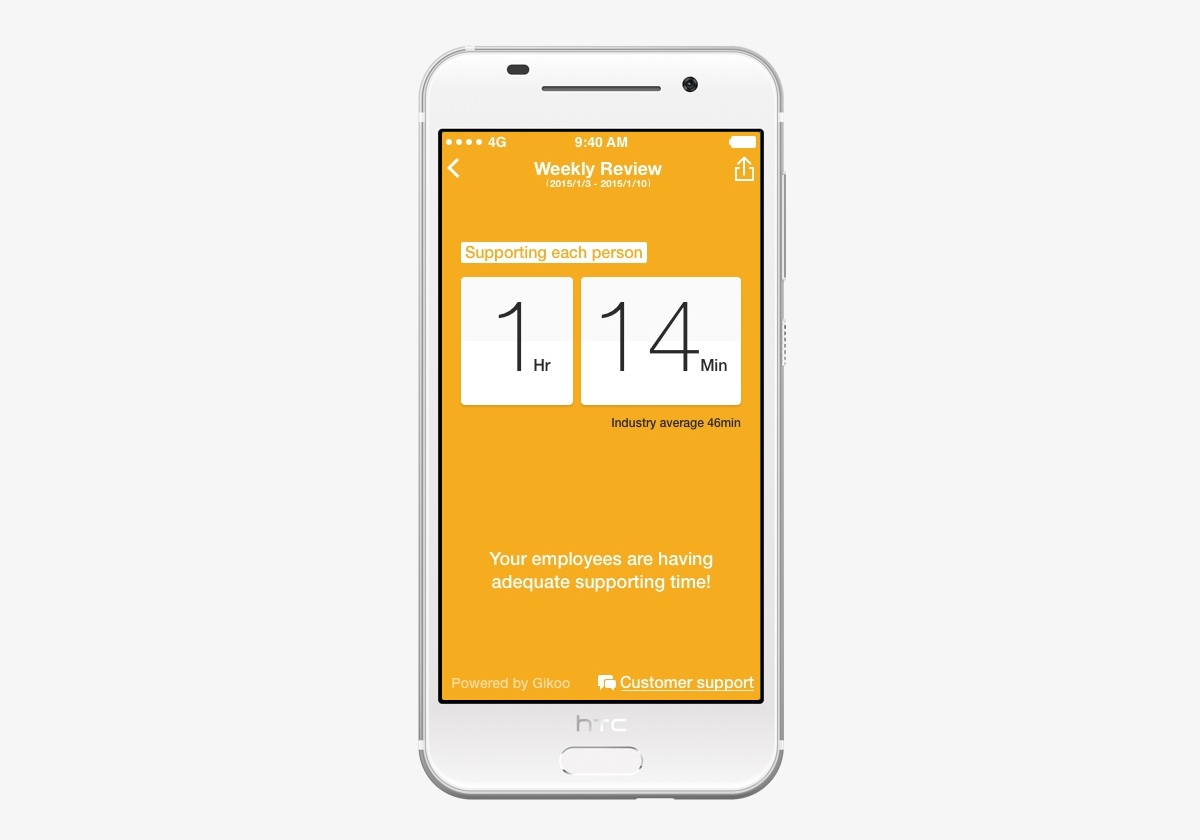 4G 9:40 AM
Weekly Review
(2015/1/3 - 2015/1/10)
Supporting each person
1 Hr 14 Min
Industry average 46min
Your employees are having
adequate supporting time!
Powered by Gikoo Customer support
hTC